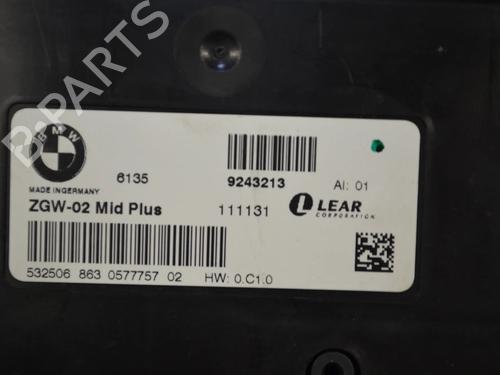 BMW
MADE IN GERMANY
6135 9243213 AI: 01
ZGW-02 Mid Plus 111131 LEAR
CORPORATION
532506 863 0577757 02 HW: 0.C1.0
B-PARTS